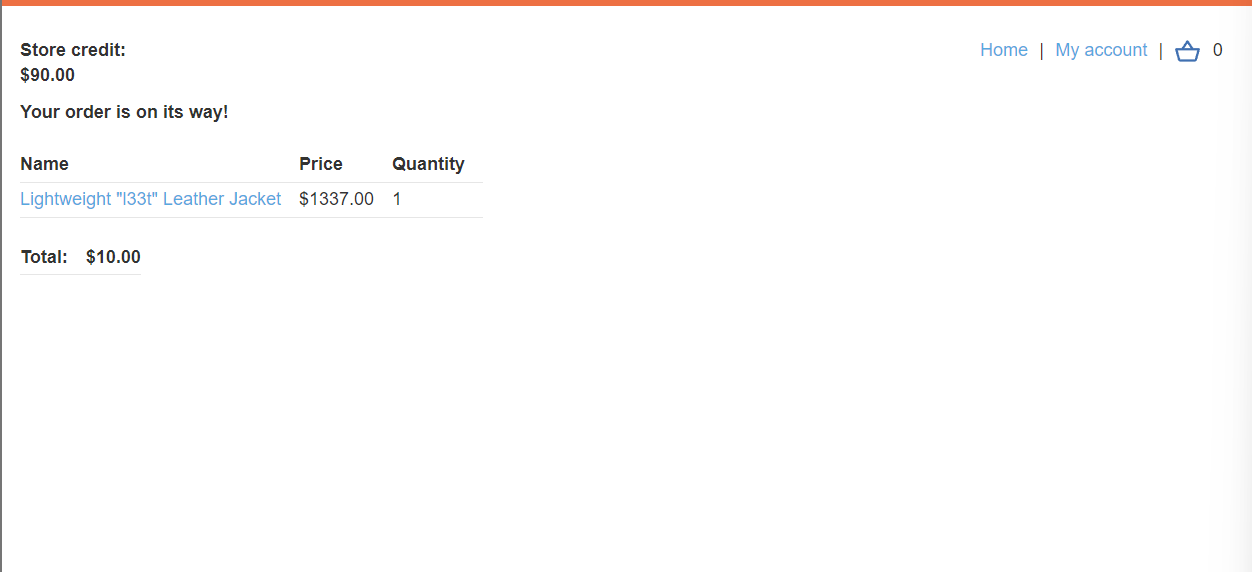 Store credit:
$90.00
Home | My account | 0
Your order is on its way!
Name Price Quantity
Lightweight "l33t" Leather Jacket $1337.00 1
Total: $10.00